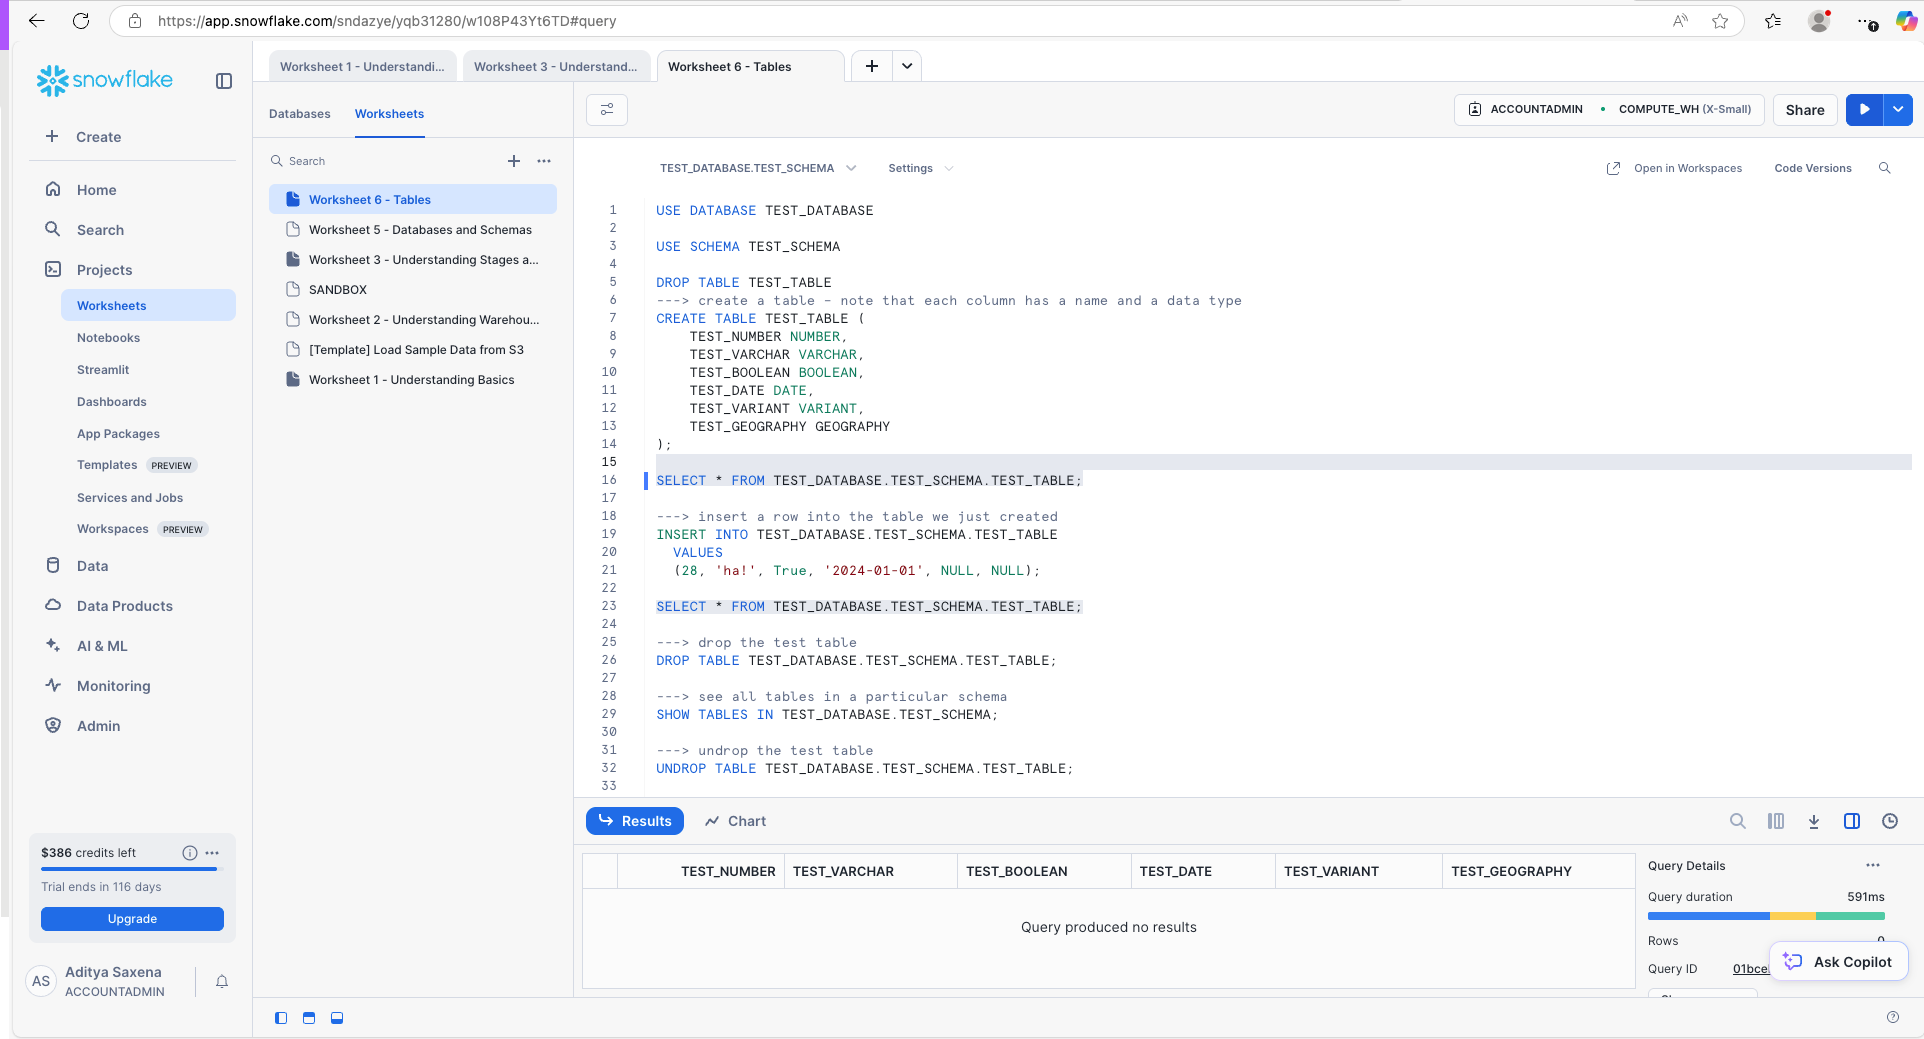 https://app.snowflake.com/sndazye/yqb31280/w108P43Yt6TD#query
snowflake
Worksheet 1 - Understandi...
Worksheet 3 - Understand...
Worksheet 6 - Tables
Create
Home
Search
Projects
Worksheets
Notebooks
Streamlit
Dashboards
App Packages
Templates PREVIEW
Services and Jobs
Workspaces PREVIEW
Data
Data Products
AI & ML
Monitoring
Admin
$386 credits left
Trial ends in 116 days
Upgrade
AS
Aditya Saxena
ACCOUNTADMIN
Databases
Worksheets
Search
Worksheet 6 - Tables
Worksheet 5 - Databases and Schemas
Worksheet 3 - Understanding Stages a...
SANDBOX
Worksheet 2 - Understanding Warehou...
[Template] Load Sample Data from S3
Worksheet 1 - Understanding Basics
ACCOUNTADMIN • COMPUTE_WH (X-Small)
Share
TEST_DATABASE.TEST_SCHEMA
Settings
Open in Workspaces
Code Versions
1 USE DATABASE TEST_DATABASE
2
3 USE SCHEMA TEST_SCHEMA
4
5 DROP TABLE TEST_TABLE
6 ---> create a table - note that each column has a name and a data type
7 CREATE TABLE TEST_TABLE (
8 TEST_NUMBER NUMBER,
9 TEST_VARCHAR VARCHAR,
10 TEST_BOOLEAN BOOLEAN,
11 TEST_DATE DATE,
12 TEST_VARIANT VARIANT,
13 TEST_GEOGRAPHY GEOGRAPHY
14 );
15
16 SELECT * FROM TEST_DATABASE.TEST_SCHEMA.TEST_TABLE;
17
18 ---> insert a row into the table we just created
19 INSERT INTO TEST_DATABASE.TEST_SCHEMA.TEST_TABLE
20 VALUES
21 (28, 'ha!', True, '2024-01-01', NULL, NULL);
22
23 SELECT * FROM TEST_DATABASE.TEST_SCHEMA.TEST_TABLE;
24
25 ---> drop the test table
26 DROP TABLE TEST_DATABASE.TEST_SCHEMA.TEST_TABLE;
27
28 ---> see all tables in a particular schema
29 SHOW TABLES IN TEST_DATABASE.TEST_SCHEMA;
30
31 ---> undrop the test table
32 UNDROP TABLE TEST_DATABASE.TEST_SCHEMA.TEST_TABLE;
33
Results
Chart
TEST_NUMBER TEST_VARCHAR TEST_BOOLEAN TEST_DATE TEST_VARIANT TEST_GEOGRAPHY
Query produced no results
Query Details
Query duration 591ms
Rows 0
Query ID
Ask Copilot